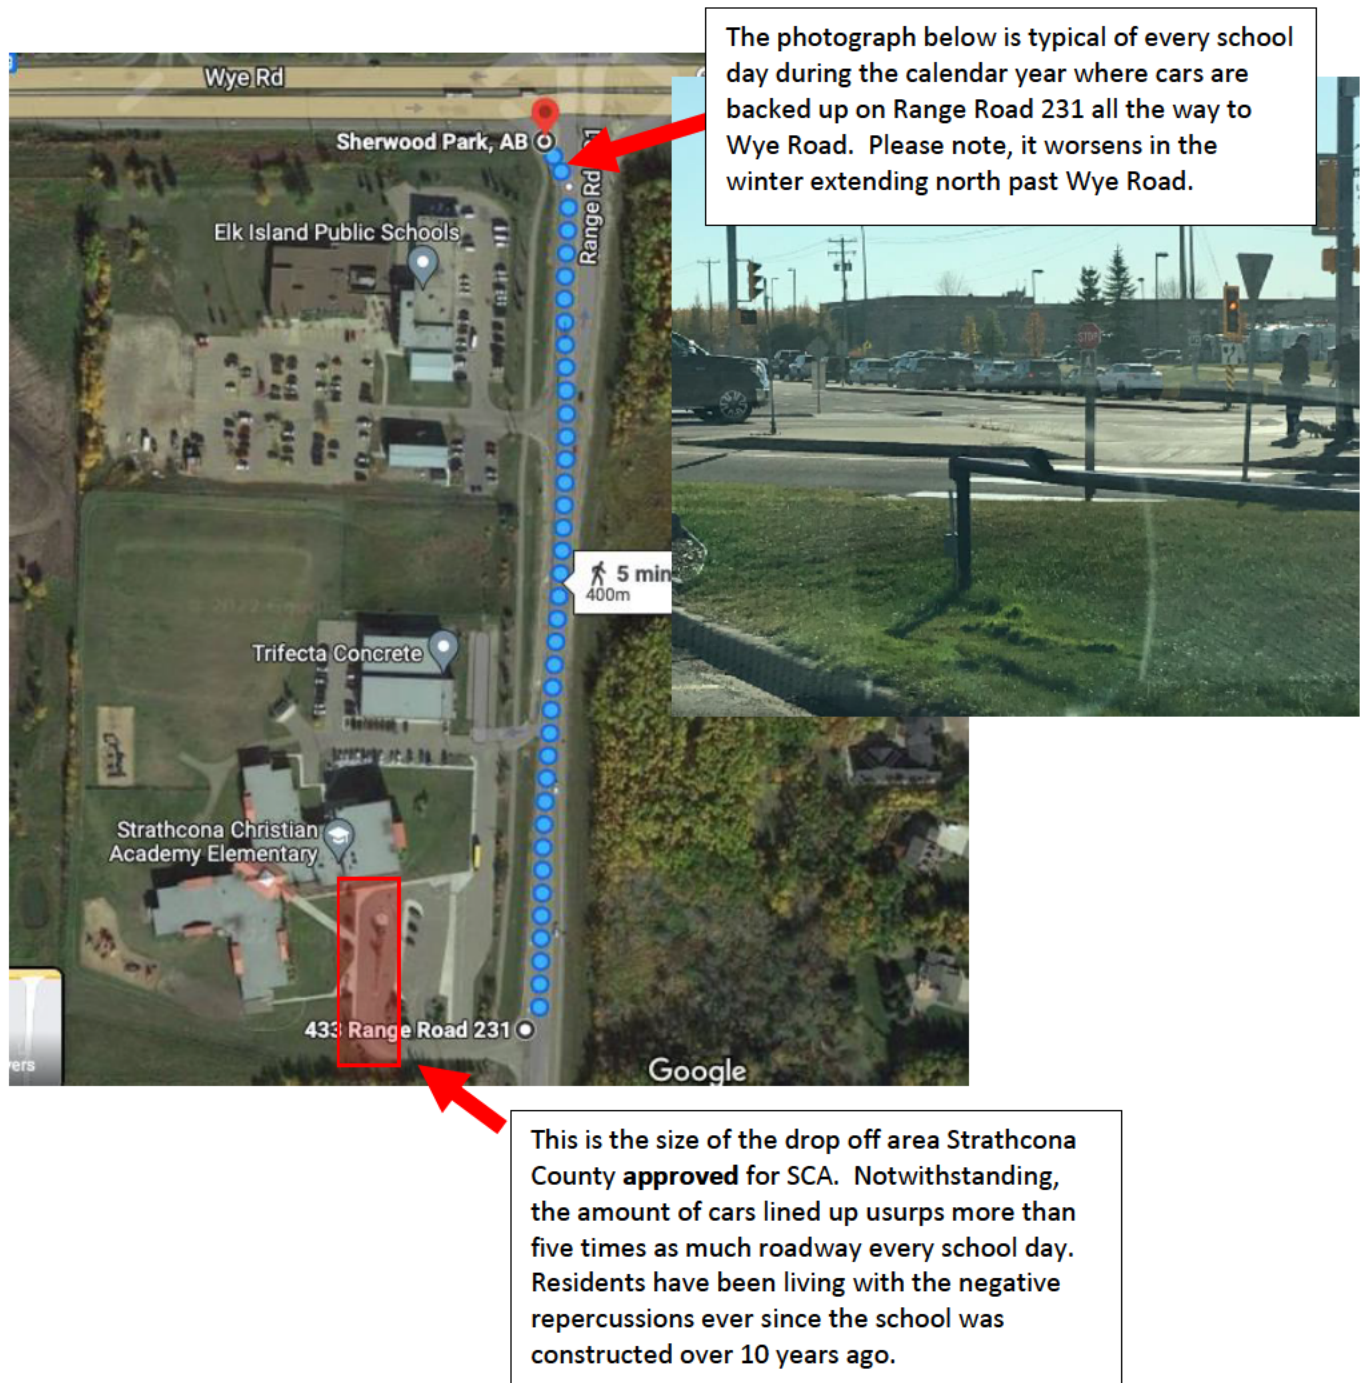 The photograph below is typical of every school
day during the calendar year where cars are
backed up on Range Road 231 all the way to
Wye Road.  Please note, it worsens in the
winter extending north past Wye Road.
Wye Rd
Sherwood Park, AB
Range Rd
Elk Island Public Schools
STOP
5 min
400m
Trifecta Concrete
Strathcona Christian
Academy Elementary
433 Range Road 231
Google
This is the size of the drop off area Strathcona
County approved for SCA.  Notwithstanding,
the amount of cars lined up usurps more than
five times as much roadway every school day.
Residents have been living with the negative
repercussions ever since the school was
constructed over 10 years ago.